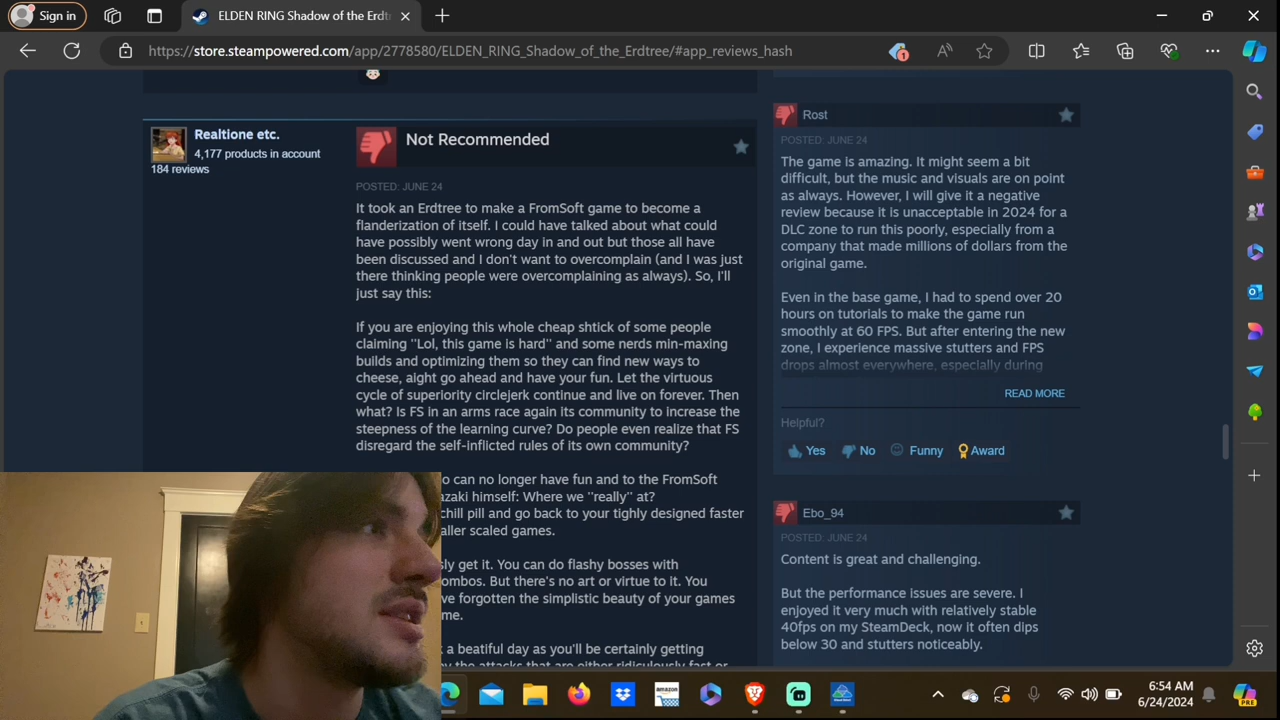 Sign in
ELDEN RING Shadow of the Erdt
https://store.steampowered.com/app/2778580/ELDEN_RING_Shadow_of_the_Erdtree/#app_reviews_hash
1
Realtione etc.
4,177 products in account
184 reviews
Not Recommended
POSTED: JUNE 24
It took an Erdtree to make a FromSoft game to become a
flanderization of itself. I could have talked about what could
have possibly went wrong day in and out but those all have
been discussed and I don't want to overcomplain (and I was just
there thinking people were overcomplaining as always). So, I'll
just say this:
If you are enjoying this whole cheap shtick of some people
claiming "Lol, this game is hard" and some nerds min-maxing
builds and optimizing them so they can find new ways to
cheese, aight go ahead and have your fun. Let the virtuous
cycle of superiority circlejerk continue and live on forever. Then
what? Is FS in an arms race again its community to increase the
steepness of the learning curve? Do people even realize that FS
disregard the self-inflicted rules of its own community?
o can no longer have fun and to the FromSoft
azaki himself: Where we "really" at?
chill pill and go back to your tighly designed faster
aller scaled games.
sly get it. You can do flashy bosses with
ombos. But there's no art or virtue to it. You
ve forgotten the simplistic beauty of your games
me.
k a beatiful day as you'll be certainly getting
y the attacks that are either ridiculously fast or
Rost
POSTED: JUNE 24
The game is amazing. It might seem a bit
difficult, but the music and visuals are on point
as always. However, I will give it a negative
review because it is unacceptable in 2024 for a
DLC zone to run this poorly, especially from a
company that made millions of dollars from the
original game.
Even in the base game, I had to spend over 20
hours on tutorials to make the game run
smoothly at 60 FPS. But after entering the new
zone, I experience massive stutters and FPS
drops almost everywhere, especially during
READ MORE
Helpful?
Yes No Funny Award
Ebo_94
POSTED: JUNE 24
Content is great and challenging.
But the performance issues are severe. I
enjoyed it very much with relatively stable
40fps on my SteamDeck, now it often dips
below 30 and stutters noticeably.
amazon
6:54 AM
6/24/2024
PRE